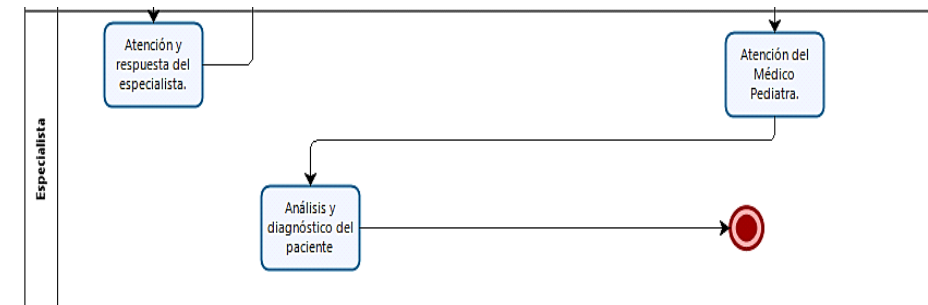 Especialista
Atención y
respuesta del
especialista.
Atención del
Médico
Pediatra.
Análisis y
diagnóstico del
paciente